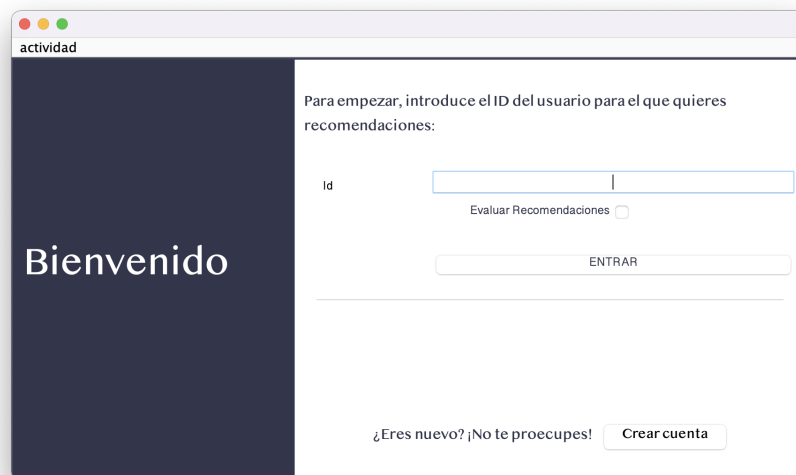 actividad
Para empezar, introduce el ID del usuario para el que quieres
recomendaciones:
Id
Evaluar Recomendaciones
Bienvenido
ENTRAR
¿Eres nuevo? ¡No te proecupes! Crear cuenta